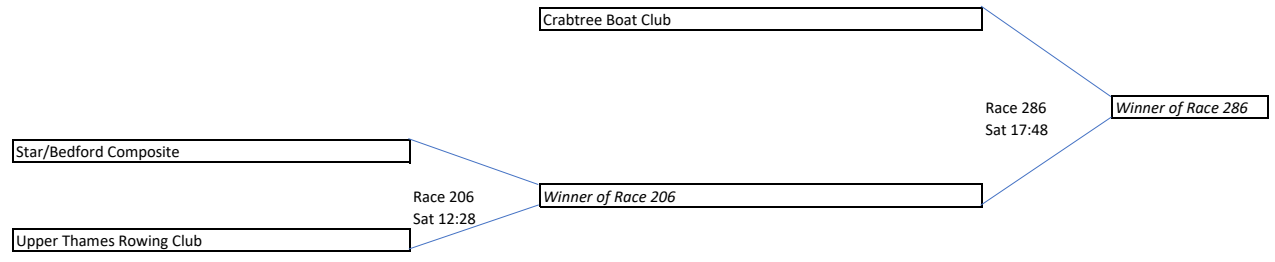 Crabtree Boat Club
Race 286
Sat 17:48
Winner of Race 286
Star/Bedford Composite
Race 206
Sat 12:28
Winner of Race 206
Upper Thames Rowing Club